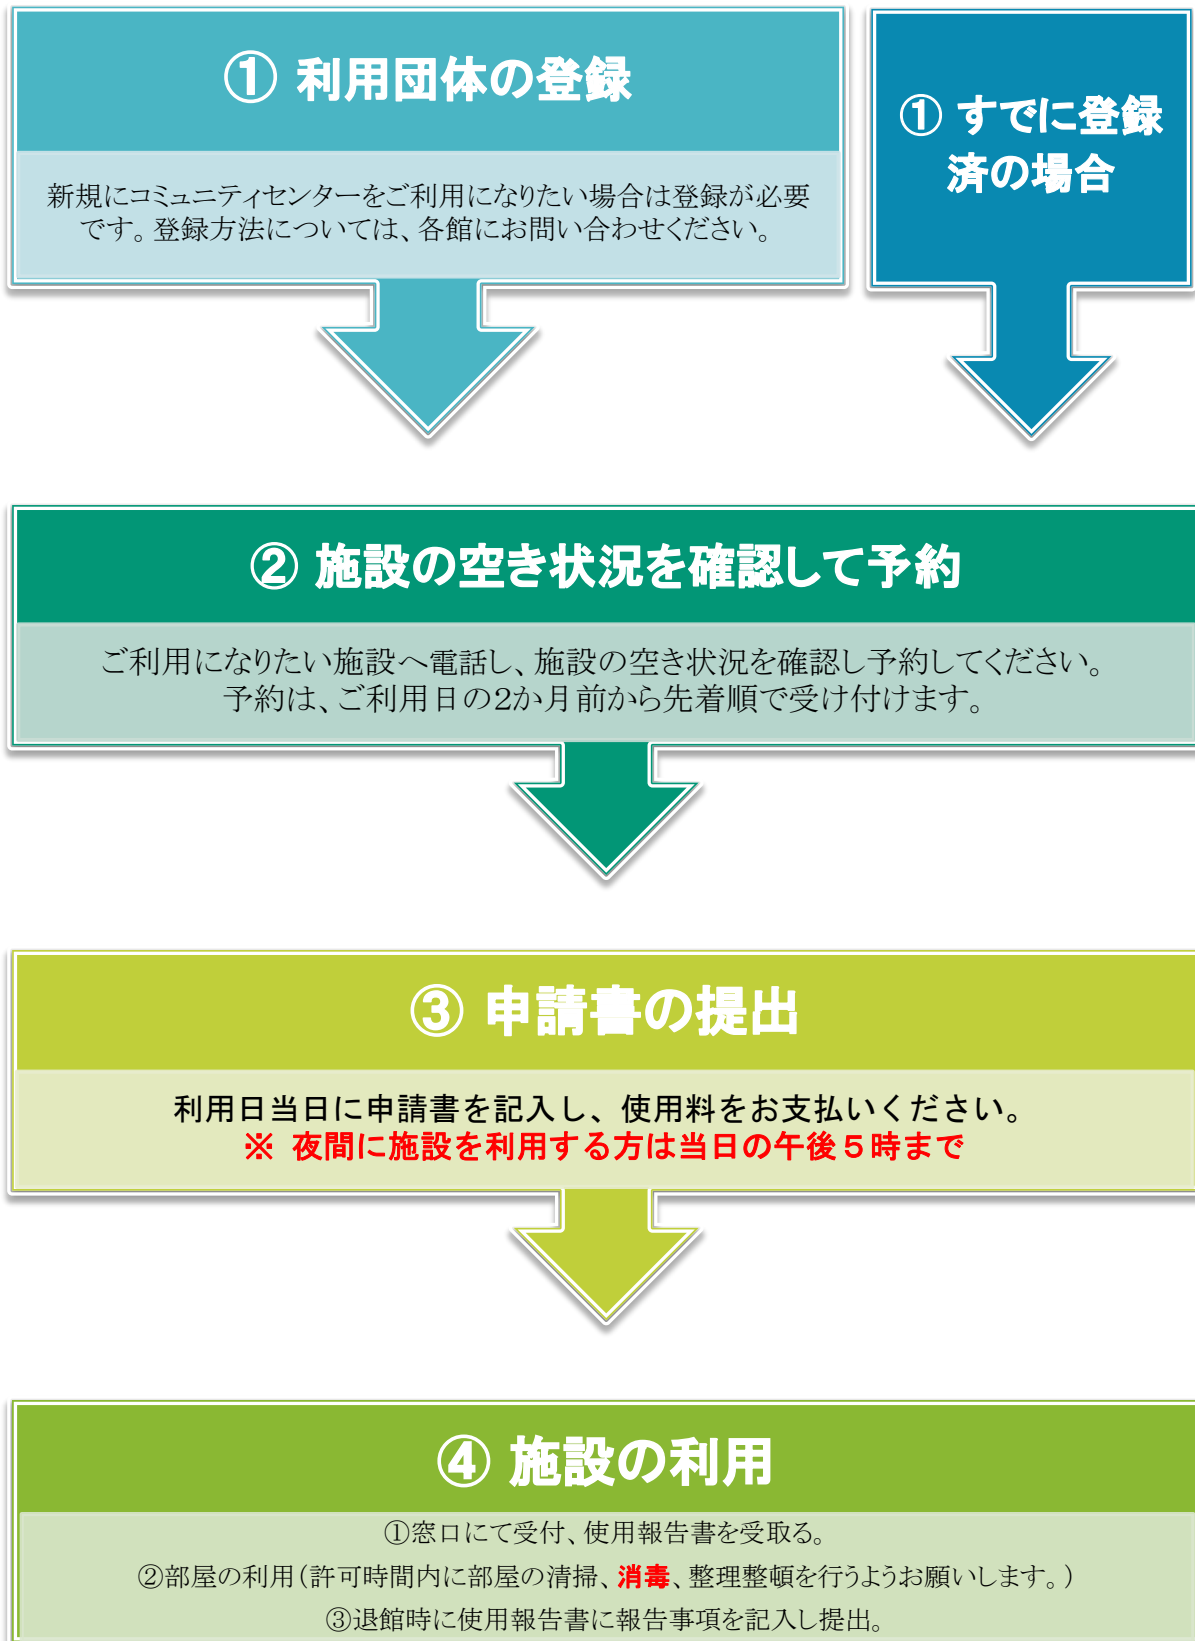 ① 利用団体の登録
新規にコミュニティセンターをご利用になりたい場合は登録が必要
です。登録方法については、各館にお問い合わせください。
① すでに登録
済の場合
② 施設の空き状況を確認して予約
ご利用になりたい施設へ電話し、施設の空き状況を確認し予約してください。
予約は、ご利用日の2か月前から先着順で受け付けます。
③ 申請書の提出
利用日当日に申請書を記入し、使用料をお支払いください。
※ 夜間に施設を利用する方は当日の午後5時まで
④ 施設の利用
①窓口にて受付、使用報告書を受取る。
②部屋の利用(許可時間内に部屋の清掃、消毒、整理整頓を行うようお願いします。)
③退館時に使用報告書に報告事項を記入し提出。